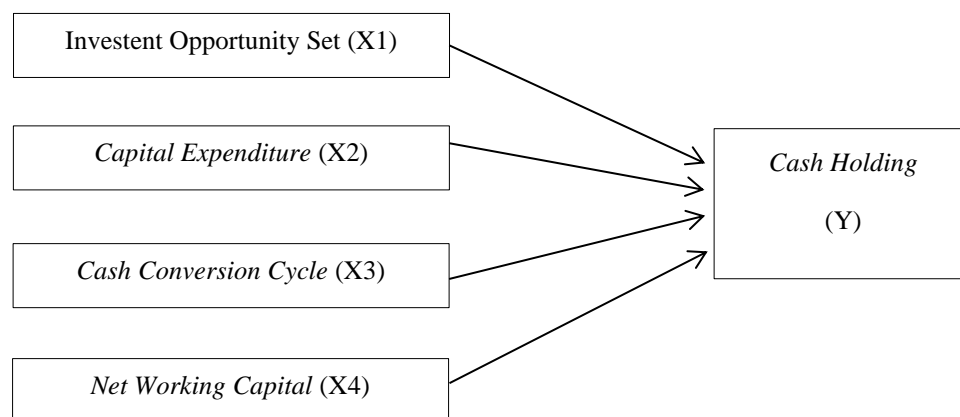 Investent Opportunity Set (X1)
Capital Expenditure (X2)
Cash Conversion Cycle (X3)
Net Working Capital (X4)
Cash Holding
(Y)